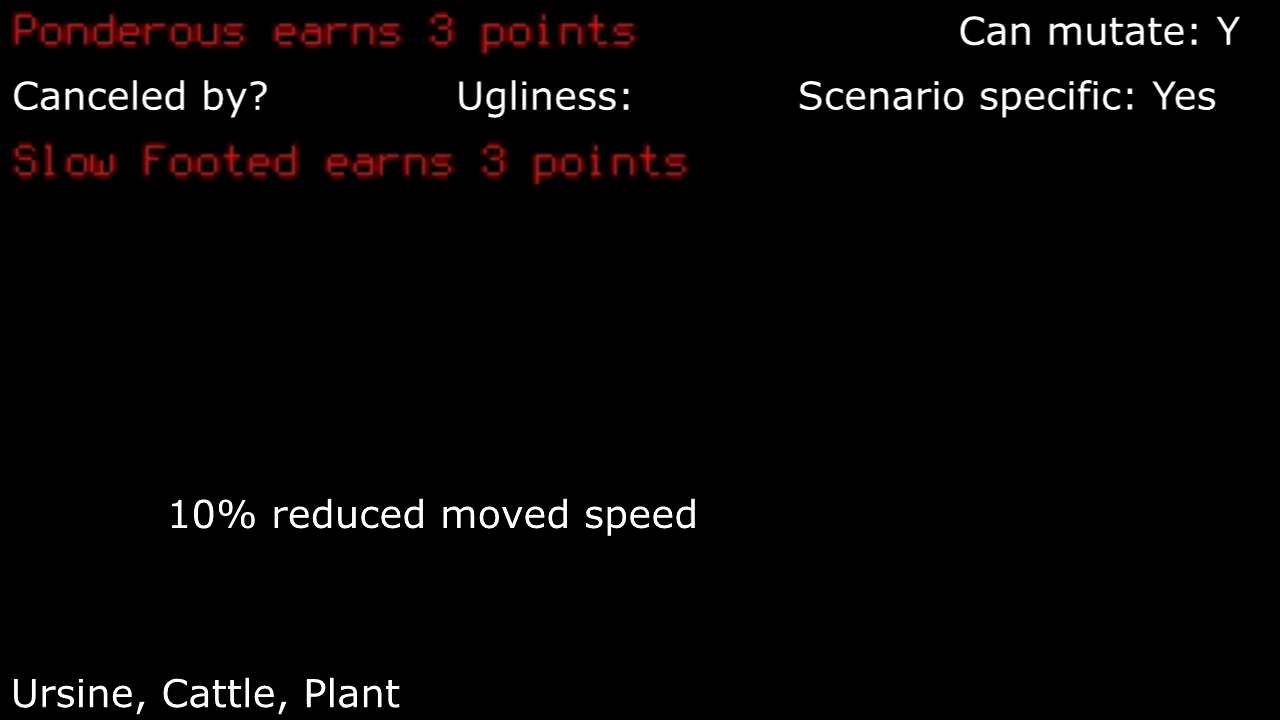 Ponderous earns 3 points Can mutate: Y
Canceled by? Ugliness: Scenario specific: Yes
Slow Footed earns 3 points
10% reduced moved speed
Ursine, Cattle, Plant